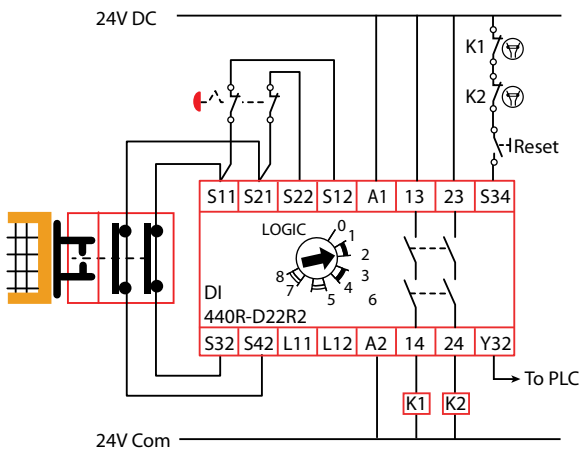 24V DC
K1
K2
Reset
S11 S21 S22 S12 A1 13 23 S34
LOGIC
0
1
2
3
4
5
6
7
8
DI
440R-D22R2
S32 S42 L11 L12 A2 14 24 Y32
To PLC
K1 K2
24V Com